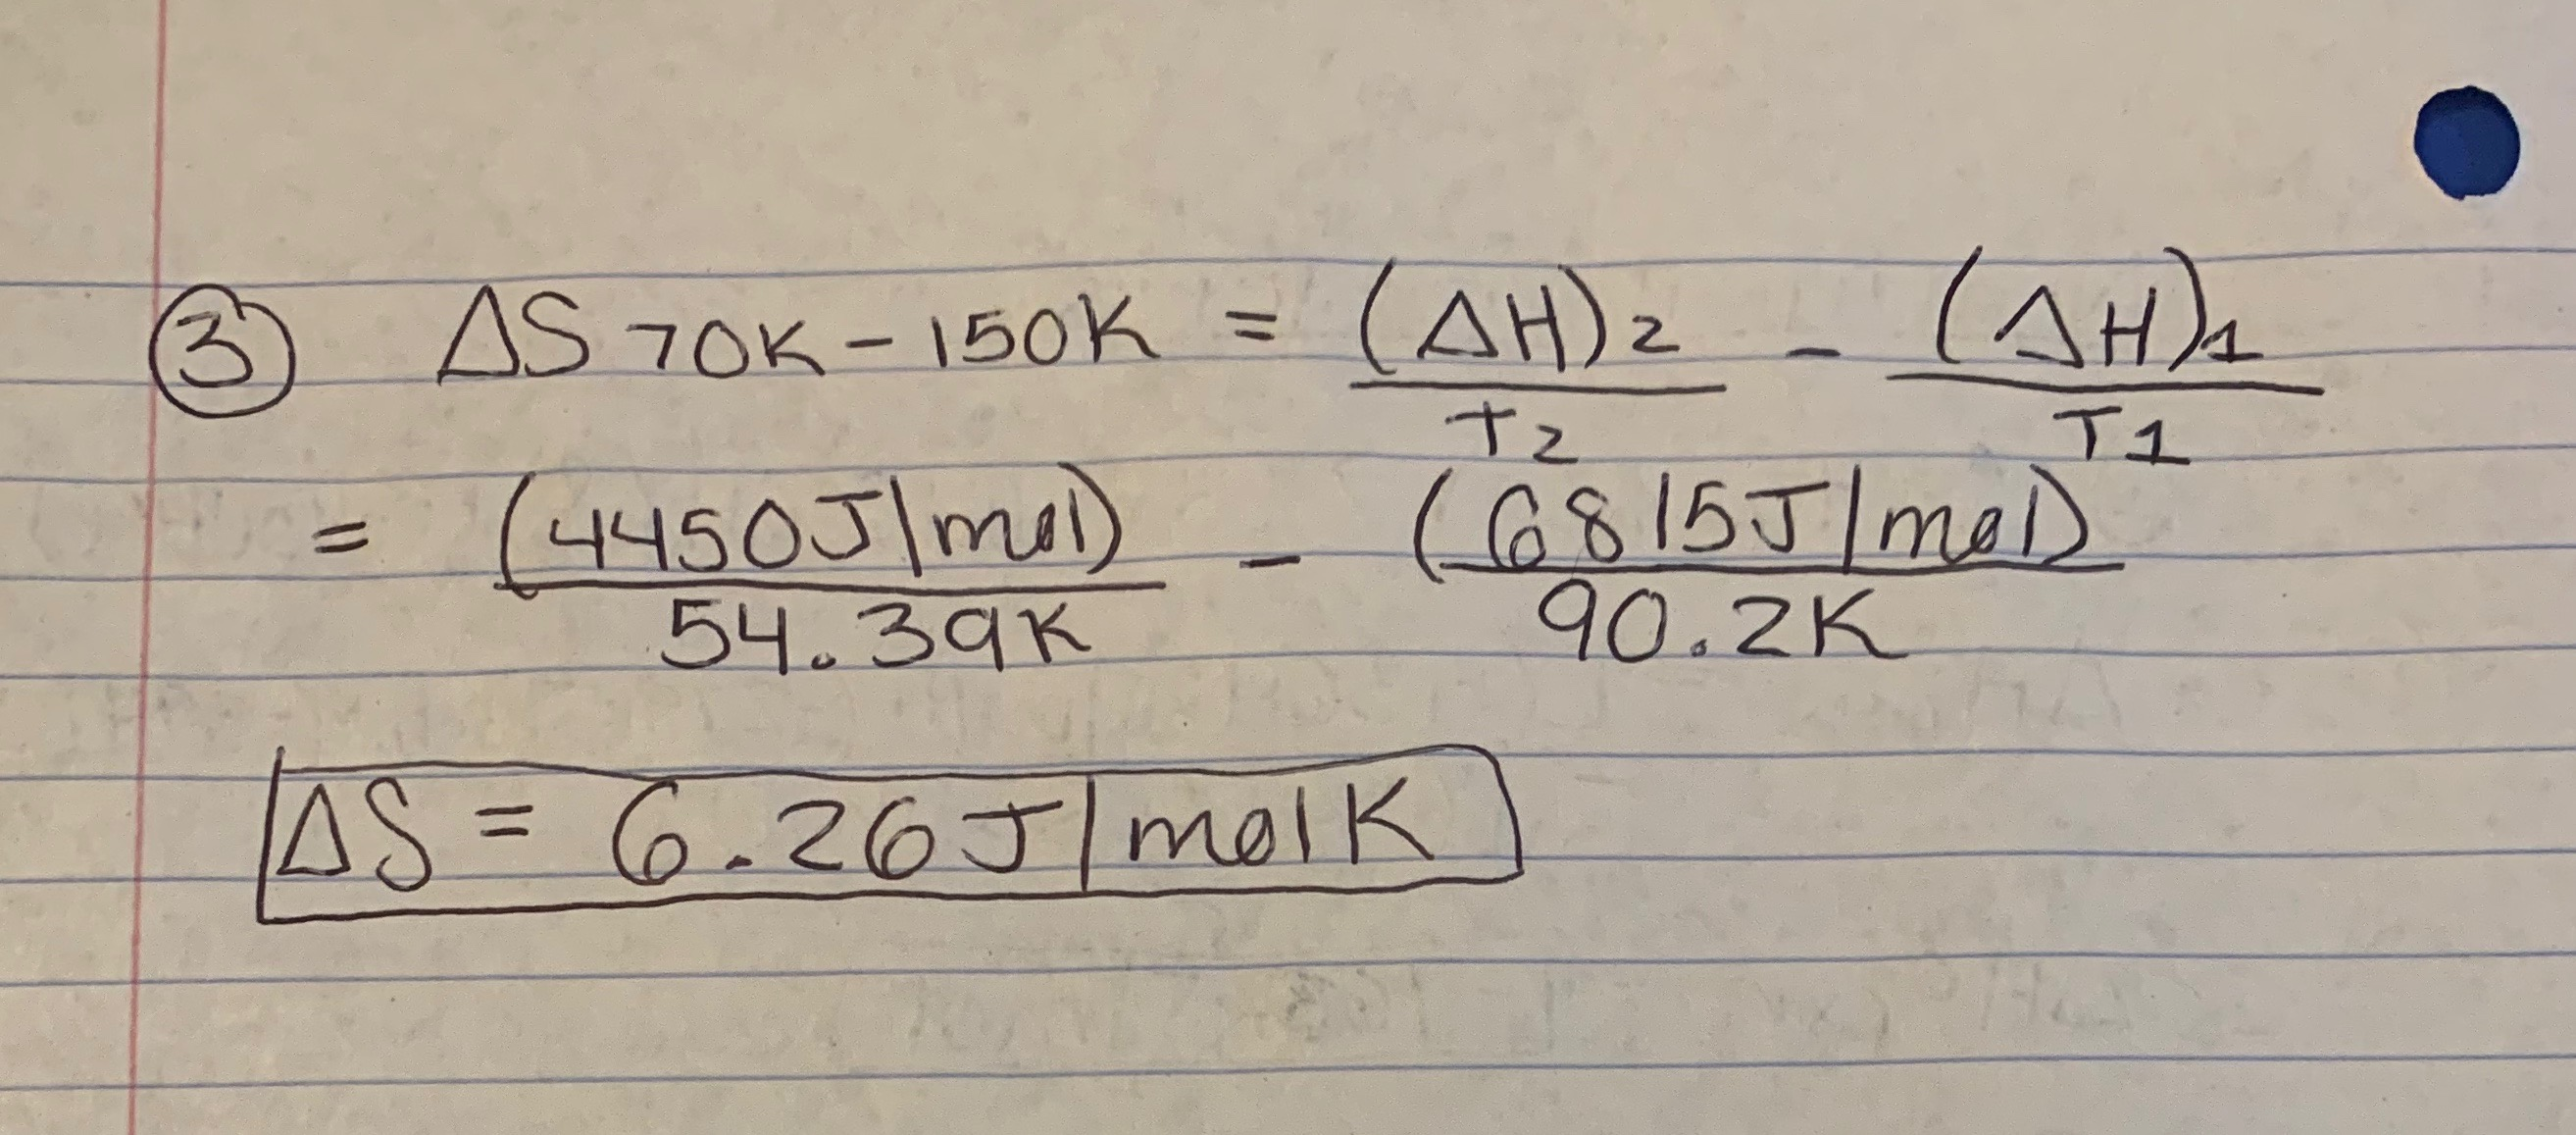 ③ ΔS 70K - 150K = (ΔH)2 / T2 - (ΔH)1 / T1
= (4450J/mol) / 54.39K - (6815J/mol) / 90.2K
ΔS = 6.26J/molK